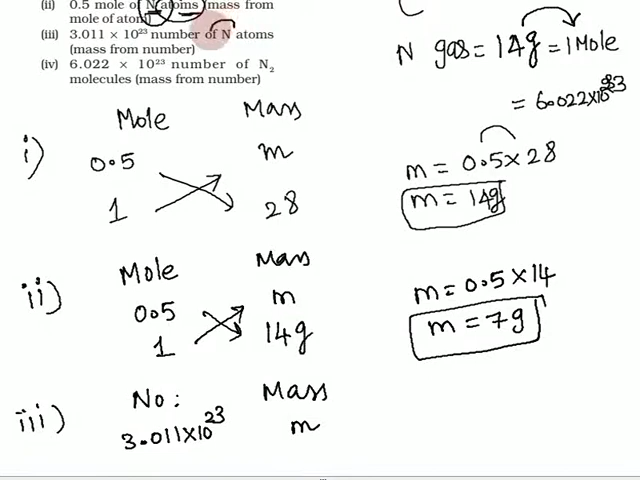 (ii) 0.5 mole of N atoms (mass from
mole of atom)
(iii) 3.011 × 10²³ number of N atoms
(mass from number)
(iv) 6.022 × 10²³ number of N₂
molecules (mass from number)
N gas = 14g = 1 Mole
= 6.022×10²³
i)
Mole Mass
0.5 m
1 28
m = 0.5×28
m = 14g
ii)
Mole Mass
0.5 m
1 14g
m = 0.5×14
m = 7g
iii)
No: Mass
3.011×10²³ m